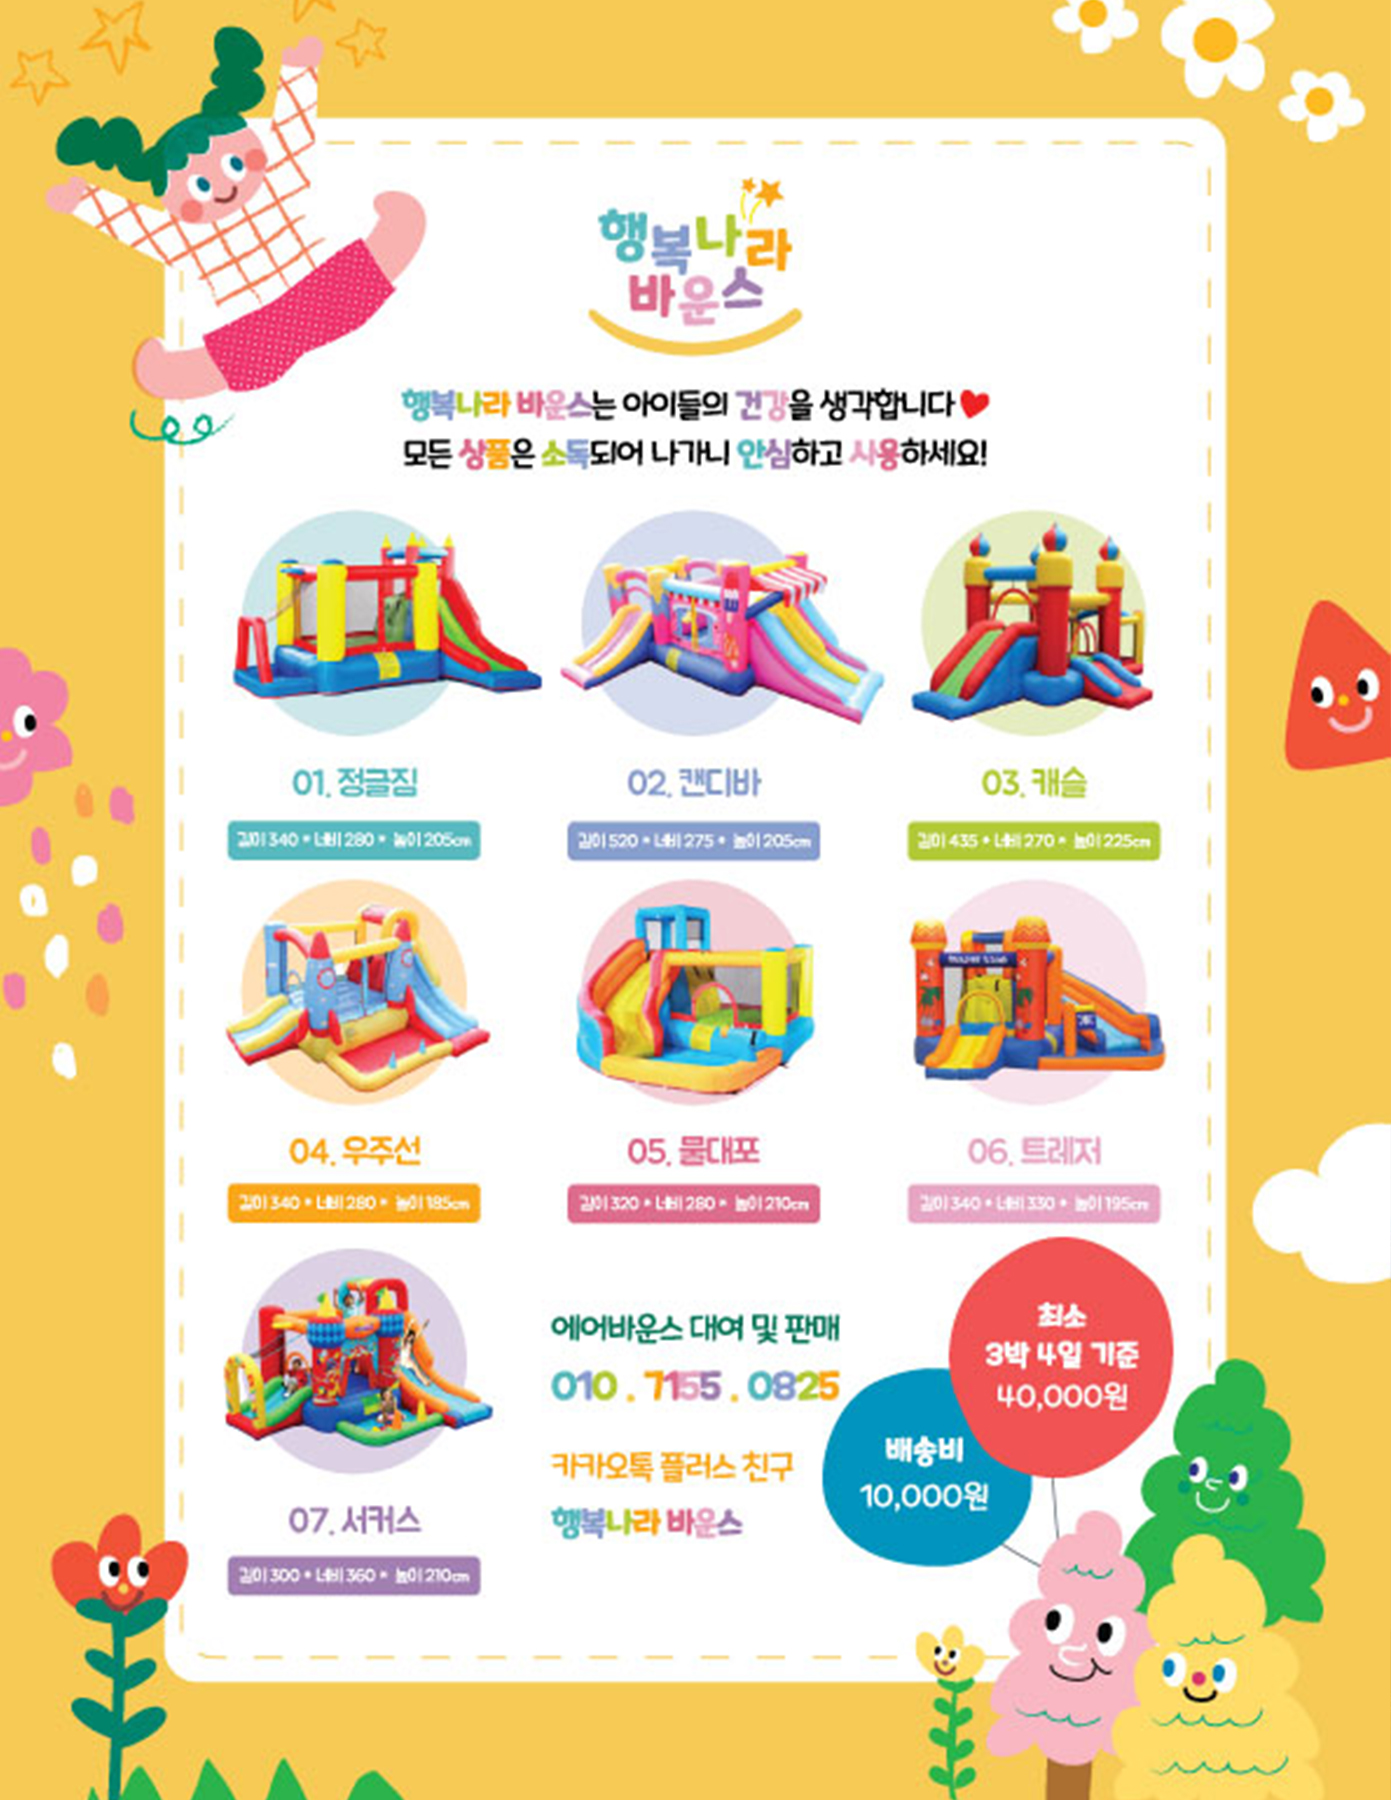 행복나라
바운스
행복나라 바운스는 아이들의 건강을 생각합니다
모든 상품은 소독되어 나가니 안심하고 사용하세요!
01. 정글짐
02. 캔디바
03. 캐슬
길이 340 * 너비 280 * 높이 205cm
길이 520 * 너비 275 * 높이 205cm
길이 435 * 너비 270 * 높이 225cm
04. 우주선
05. 물대포
06. 트레저
길이 340 * 너비 280 * 높이 185cm
길이 320 * 너비 280 * 높이 210cm
길이 340 * 너비 330 * 높이 195cm
07. 서커스
길이 300 * 너비 360 * 높이 210cm
에어바운스 대여 및 판매
010 . 7155 . 0825
카카오톡 플러스 친구
행복나라 바운스
최소
3박 4일 기준
40,000원
배송비
10,000원